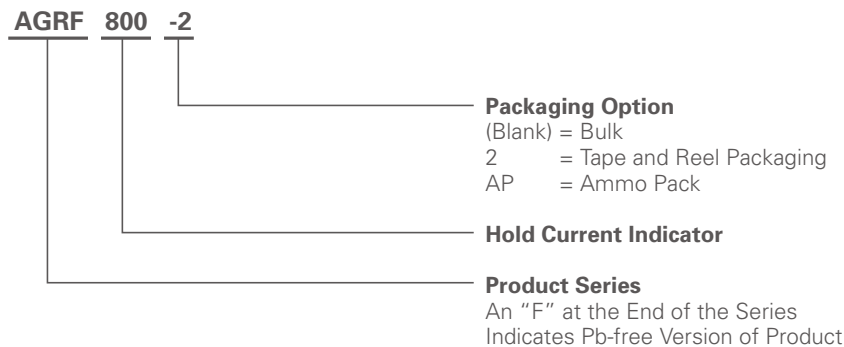 AGRF 800 -2
Packaging Option
(Blank) = Bulk
2 = Tape and Reel Packaging
AP = Ammo Pack
Hold Current Indicator
Product Series
An “F” at the End of the Series
Indicates Pb-free Version of Product